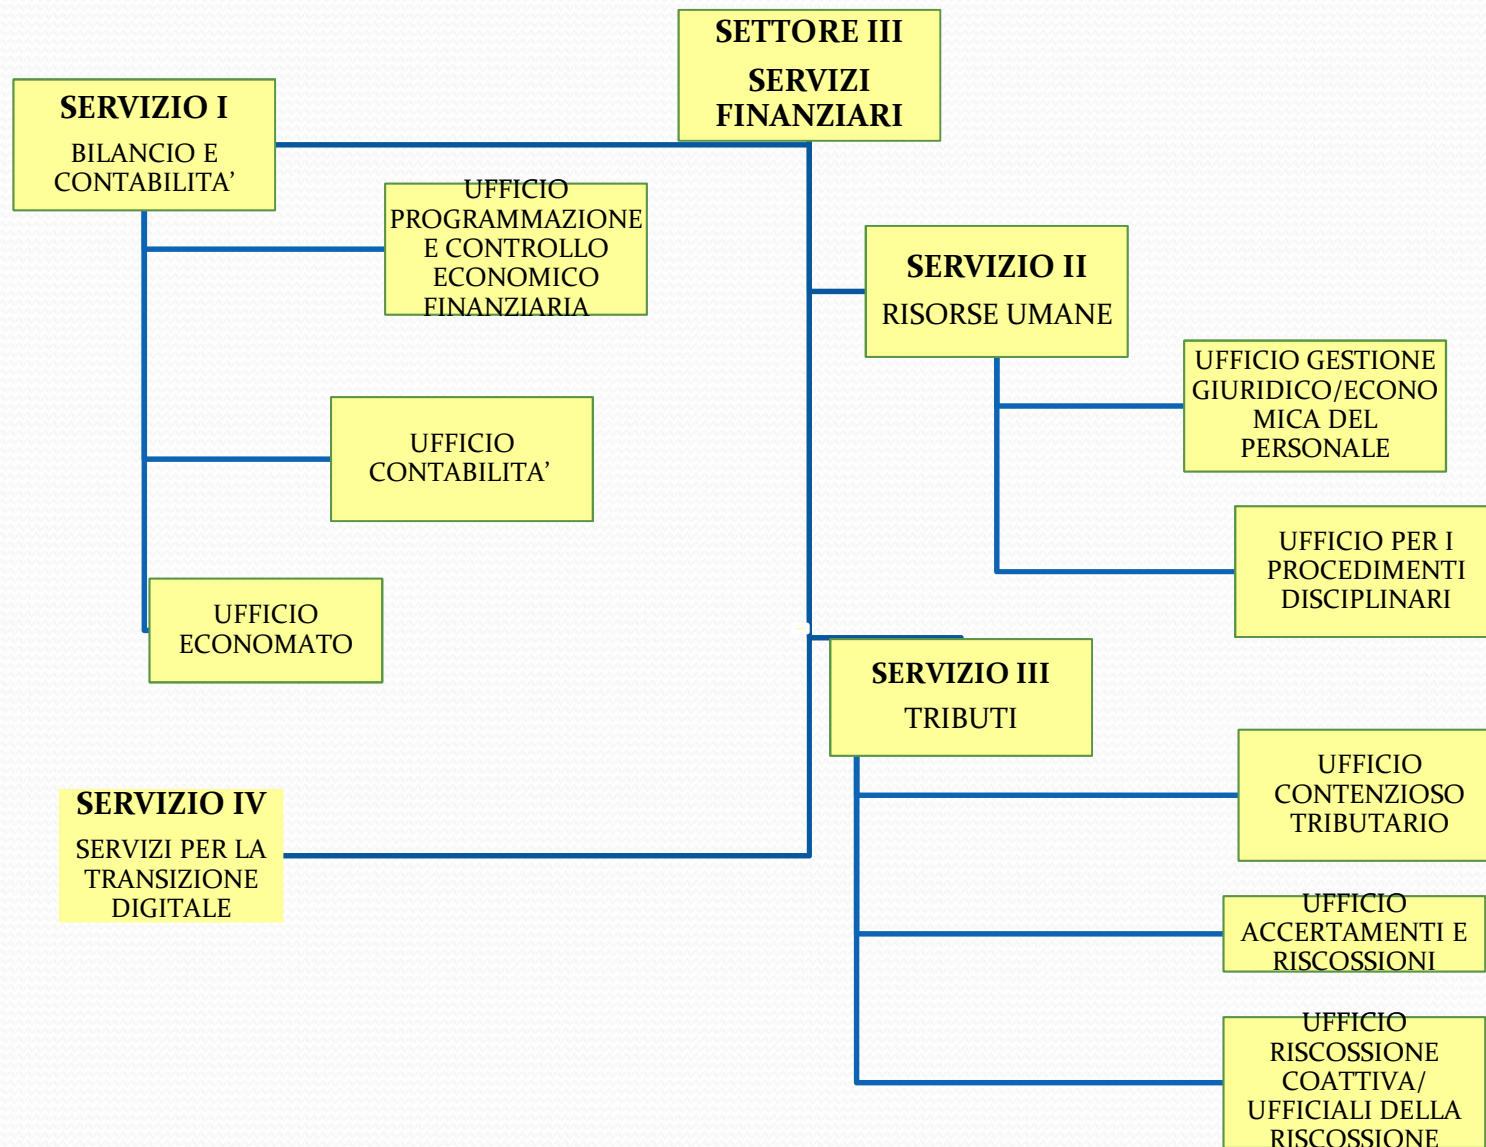 SETTORE III
SERVIZI
FINANZIARI
SERVIZIO I
BILANCIO E
CONTABILITA’
UFFICIO
PROGRAMMAZIONE
E CONTROLLO
ECONOMICO
FINANZIARIA
UFFICIO
CONTABILITA’
UFFICIO
ECONOMATO
SERVIZIO II
RISORSE UMANE
UFFICIO GESTIONE
GIURIDICO/ECONO
MICA DEL
PERSONALE
UFFICIO PER I
PROCEDIMENTI
DISCIPLINARI
SERVIZIO III
TRIBUTI
UFFICIO
CONTENZIOSO
TRIBUTARIO
UFFICIO
ACCERTAMENTI E
RISCOSSIONI
UFFICIO
RISCOSSIONE
COATTIVA/
UFFICIALI DELLA
RISCOSSIONE
SERVIZIO IV
SERVIZI PER LA
TRANSIZIONE
DIGITALE